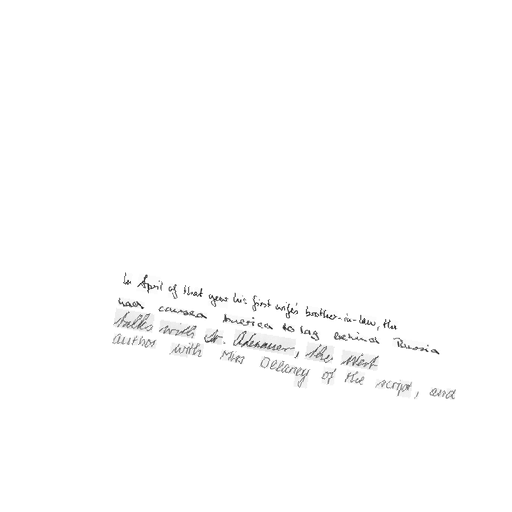 In April of that year his first wife's brother-in-law, the
has caused America to lag behind Russia
talks with Dr. Adenauer, the West
author with Miss Delaney of the script, and